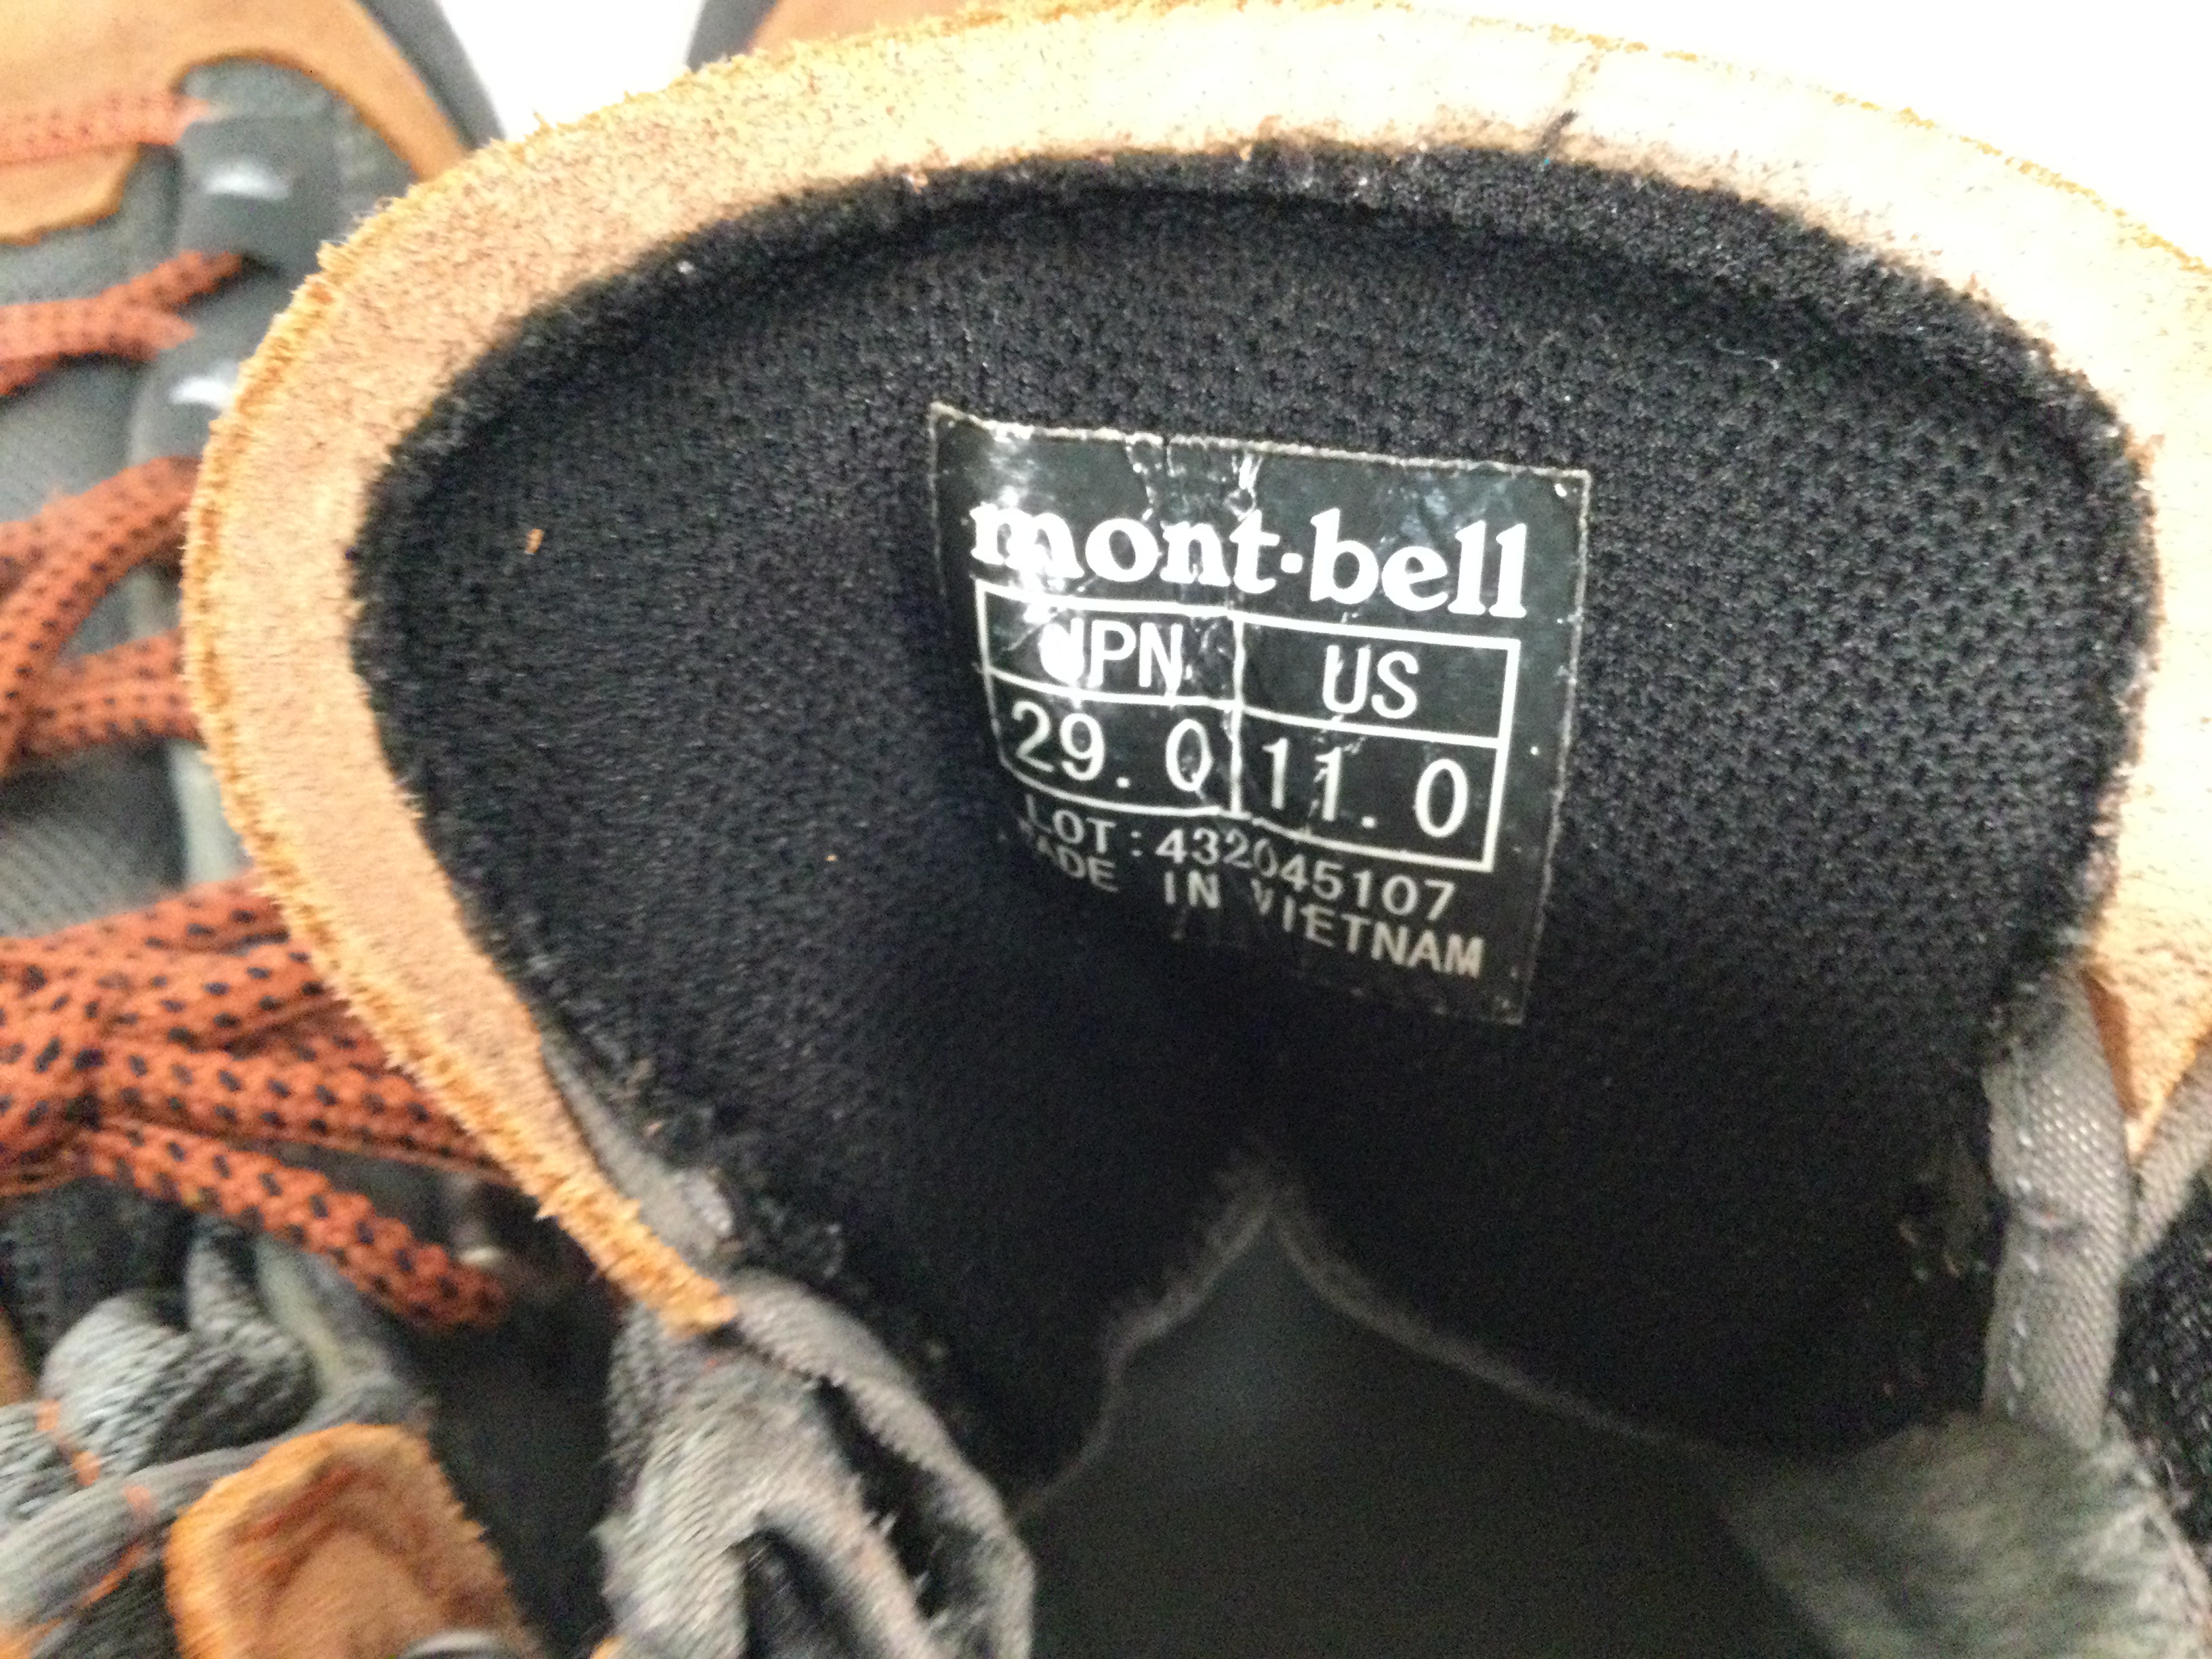 mont·bell
JPN US
29.0 11.0
LOT:432045107
MADE IN VIETNAM